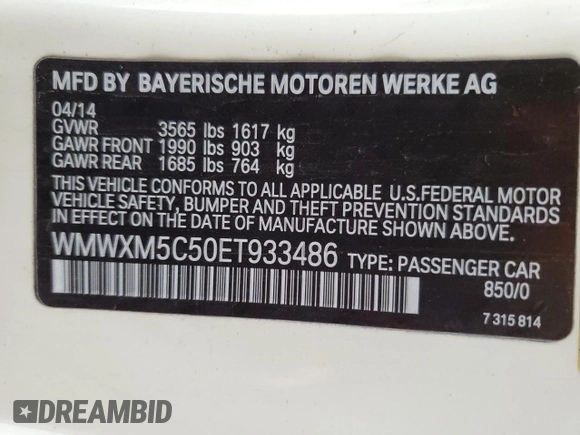 MFD BY BAYERISCHE MOTOREN WERKE AG
04/14
GVWR 3565 lbs 1617 kg
GAWR FRONT 1990 lbs 903 kg
GAWR REAR 1685 lbs 764 kg
THIS VEHICLE CONFORMS TO ALL APPLICABLE U.S.FEDERAL MOTOR
VEHICLE SAFETY, BUMPER AND THEFT PREVENTION STANDARDS
IN EFFECT ON THE DATE OF MANUFACTURE SHOWN ABOVE.
WMWXM5C50ET933486 TYPE: PASSENGER CAR
850/0
7 315 814
DREAMBID